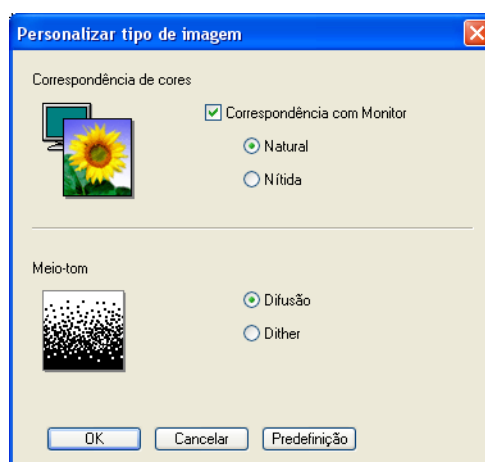 Personalizar tipo de imagem
Correspondência de cores
Correspondência com Monitor
Natural
Nítida
Meio-tom
Difusão
Dither
OK Cancelar Predefinição